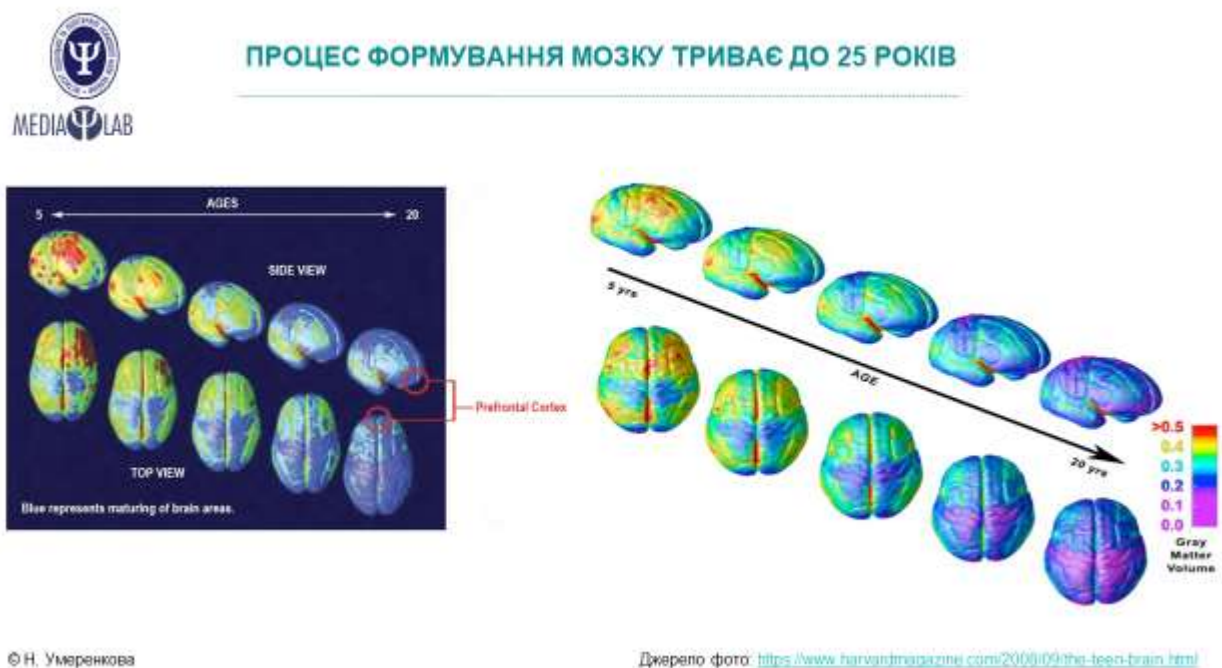 ПРОЦЕС ФОРМУВАННЯ МОЗКУ ТРИВАЄ ДО 25 РОКІВ
MEDIA LAB
AGES
5
20
SIDE VIEW
Prefrontal Cortex
TOP VIEW
Blue represents maturing of brain areas.
5 yrs
AGE
20 yrs
>0.5
0.4
0.3
0.2
0.1
0.0
Gray
Matter
Volume
© Н. Умеренкова
Джерело фото: https://www.harvardmagazine.com/2008/09/the-teen-brain.html